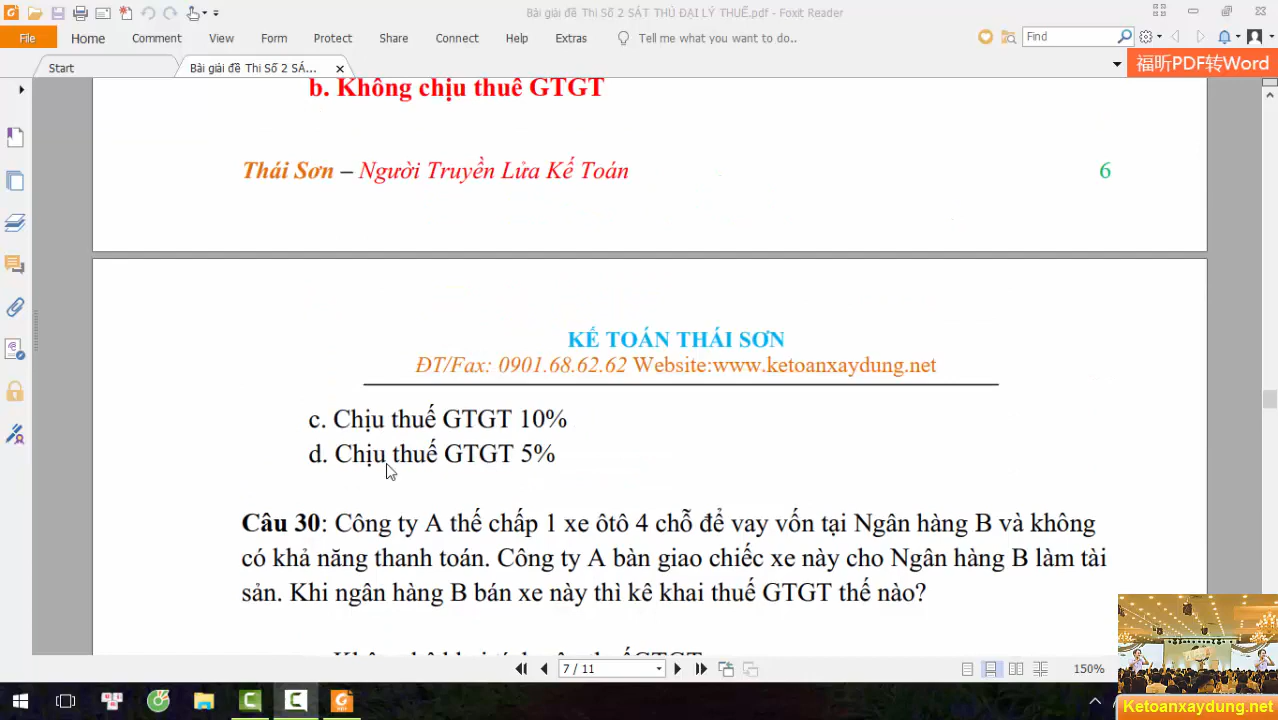 Bài giải đề Thi Số 2 SÁT THỦ ĐẠI LÝ THUẾ.pdf - Foxit Reader
File Home Comment View Form Protect Share Connect Help Extras Tell me what you want to do.. Find
Start Bài giải đề Thi Số 2 SÁ... 福昕PDF转Word
b. Không chịu thuế GTGT
Thái Sơn – Người Truyền Lửa Kế Toán 6
KẾ TOÁN THÁI SƠN
ĐT/Fax: 0901.68.62.62 Website:www.ketoanxaydung.net
c. Chịu thuế GTGT 10%
d. Chịu thuế GTGT 5%
Câu 30: Công ty A thế chấp 1 xe ôtô 4 chỗ để vay vốn tại Ngân hàng B và không
có khả năng thanh toán. Công ty A bàn giao chiếc xe này cho Ngân hàng B làm tài
sản. Khi ngân hàng B bán xe này thì kê khai thuế GTGT thế nào?
7 / 11 150%
Ketoanxaydung.net